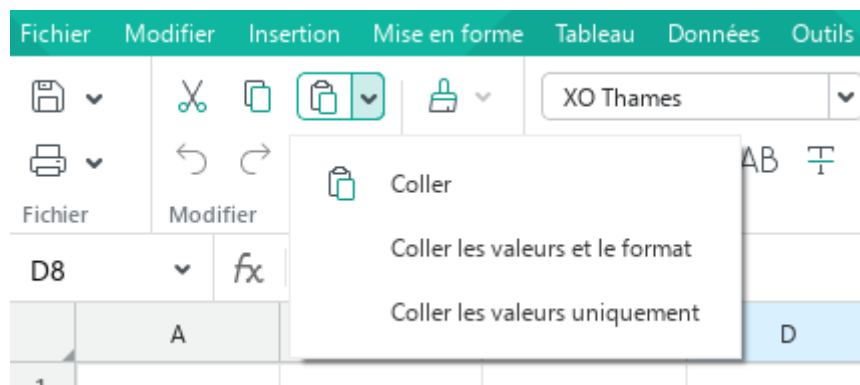 Fichier Modifier Insertion Mise en forme Tableau Données Outils
XO Thames
AB T
Coller
Fichier Modifier
Coller les valeurs et le format
D8 fx
Coller les valeurs uniquement
A D
1